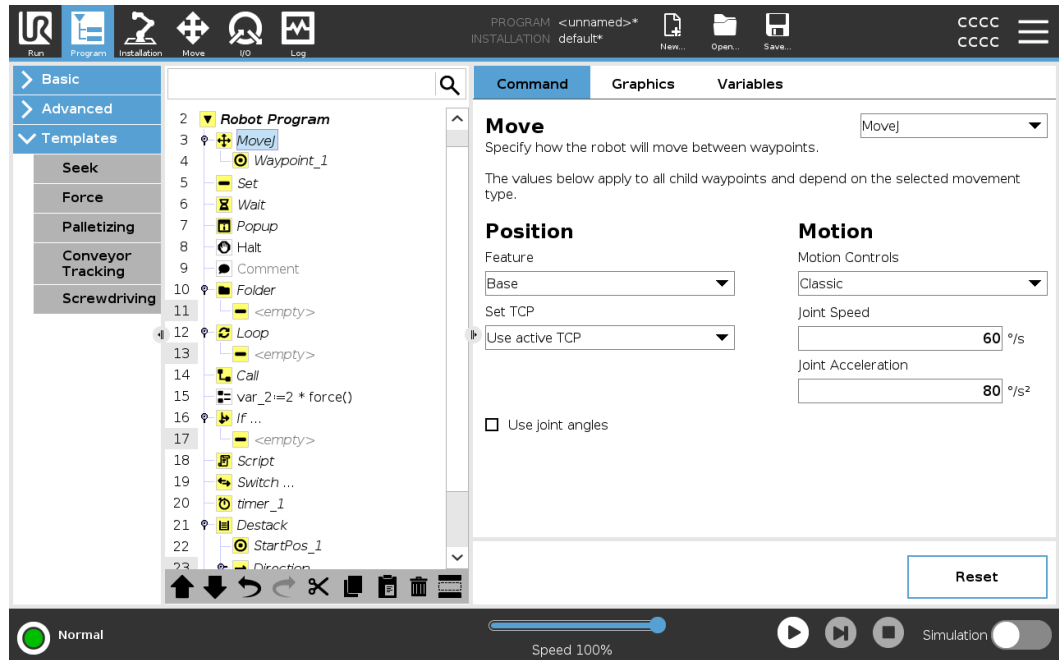 UR
PROGRAM <unnamed>*
INSTALLATION default*
CCCC
CCCC
Run
Program
Installation
Move
I/O
Log
New...
Open...
Save...
Basic
Advanced
Templates
Seek
Force
Palletizing
Conveyor
Tracking
Screwdriving
2 Robot Program
3 MoveJ
4 Waypoint_1
5 Set
6 Wait
7 Popup
8 Halt
9 Comment
10 Folder
11 <empty>
12 Loop
13 <empty>
14 Call
15 var_2:=2 * force()
16 If ...
17 <empty>
18 Script
19 Switch ...
20 timer_1
21 Destack
22 StartPos_1
23 Direction
Command
Graphics
Variables
Move
MoveJ
Specify how the robot will move between waypoints.
The values below apply to all child waypoints and depend on the selected movement
type.
Position
Feature
Base
Set TCP
Use active TCP
Use joint angles
Motion
Motion Controls
Classic
Joint Speed
60 °/s
Joint Acceleration
80 °/s²
Reset
Normal
Speed 100%
Simulation